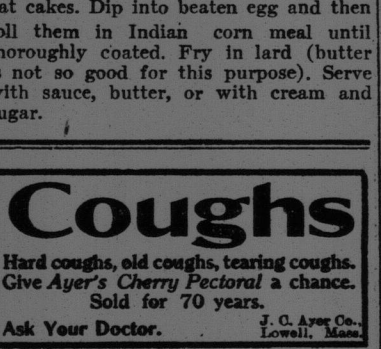 at cakes. Dip into beaten egg and then
oll them in Indian corn meal until
horoughly coated. Fry in lard (butter
s not so good for this purpose). Serve
with sauce, butter, or with cream and
ugar.
Coughs
Hard coughs, old coughs, tearing coughs.
Give Ayer's Cherry Pectoral a chance.
Sold for 70 years.
Ask Your Doctor. J. C. Ayer Co.,
Lowell, Mass.